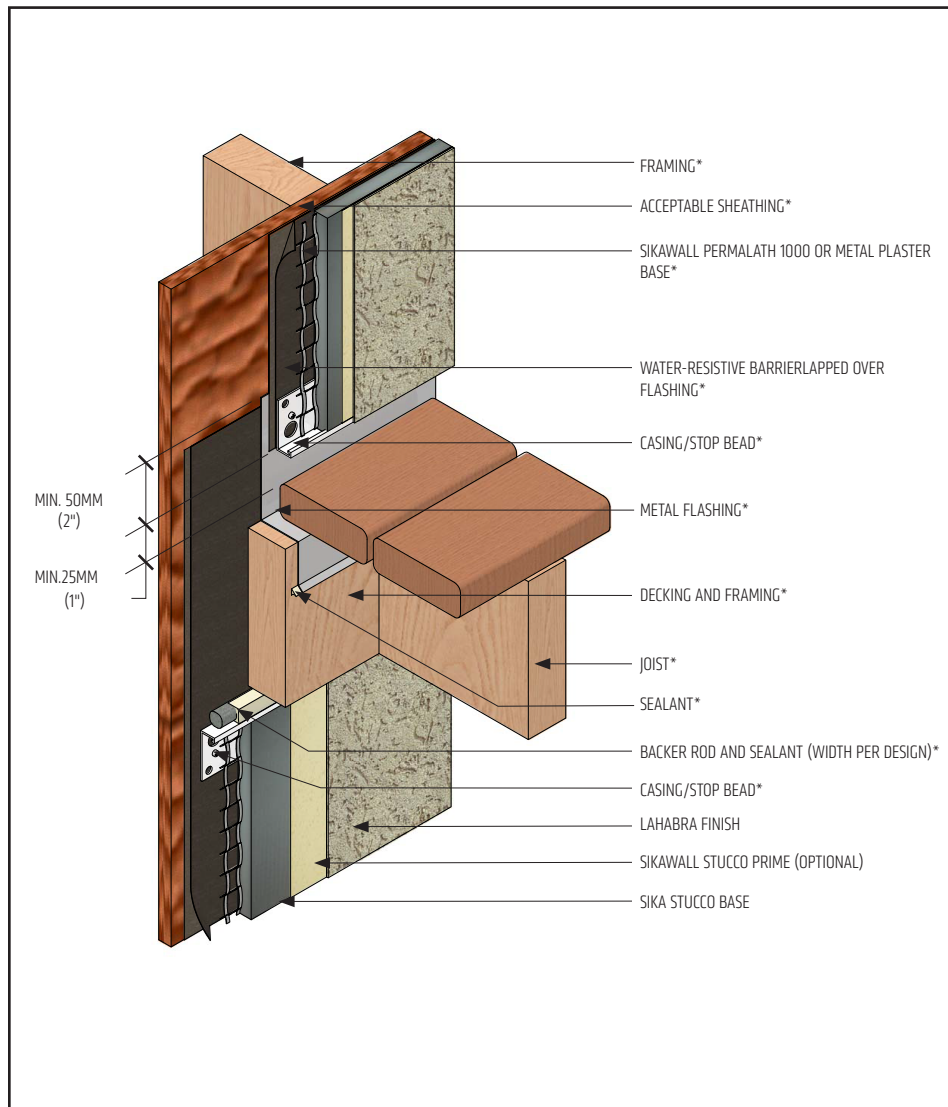 FRAMING*
ACCEPTABLE SHEATHING*
SIKAWALL PERMALATH 1000 OR METAL PLASTER
BASE*
WATER-RESISTIVE BARRIERLAPPED OVER
FLASHING*
CASING/STOP BEAD*
MIN. 50MM
(2")
METAL FLASHING*
MIN.25MM
(1")
DECKING AND FRAMING*
JOIST*
SEALANT*
BACKER ROD AND SEALANT (WIDTH PER DESIGN)*
CASING/STOP BEAD*
LAHABRA FINISH
SIKAWALL STUCCO PRIME (OPTIONAL)
SIKA STUCCO BASE